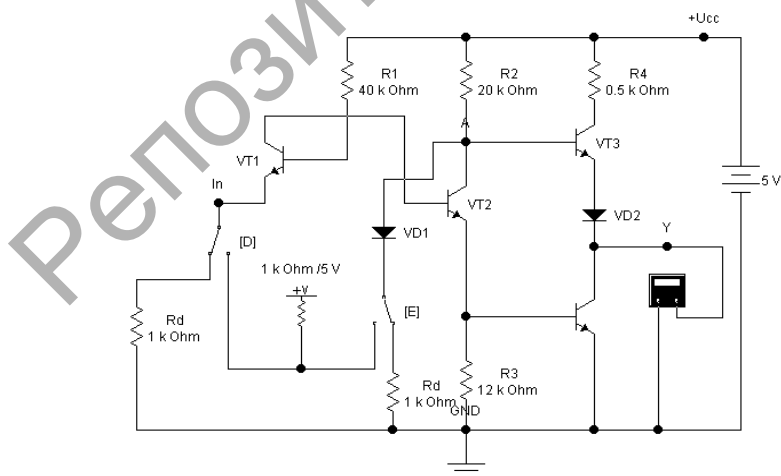 Репозит
+Ucc
R1
40 k Ohm
R2
20 k Ohm
R4
0.5 k Ohm
A
VT3
VT1
In
5 V
VT2
[D]
VD1
VD2
Y
1 k Ohm /5 V
+V
[E]
Rd
1 k Ohm
R3
12 k Ohm
Rd
1 k Ohm
GND